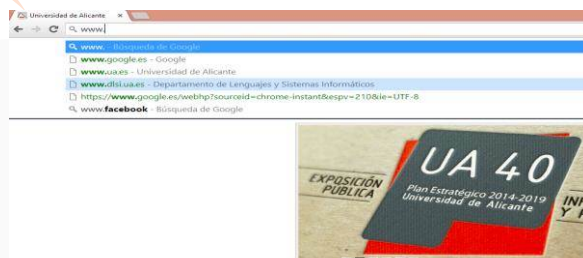 Universidad de Alicante ×
www.
www. - Búsqueda de Google
www.google.es - Google
www.ua.es - Universidad de Alicante
www.dlsi.ua.es - Departamento de Lenguajes y Sistemas Informáticos
https://www.google.es/webhp?sourceid=chrome-instant&espv=210&ie=UTF-8
www.facebook - Búsqueda de Google
EXPOSICIÓN
PÚBLICA
UA 40
Plan Estratégico 2014-2019
Universidad de Alicante